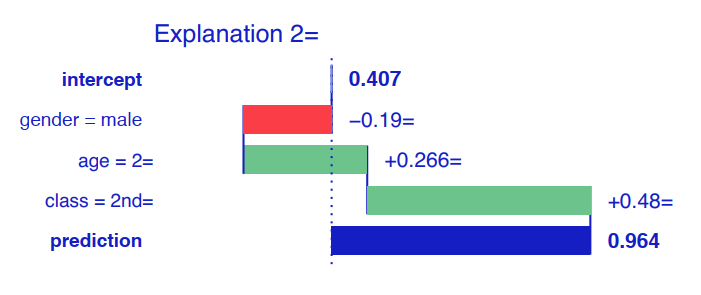 Explanation 2=
intercept 0.407
gender = male −0.19=
age = 2= +0.266=
class = 2nd= +0.48=
prediction 0.964